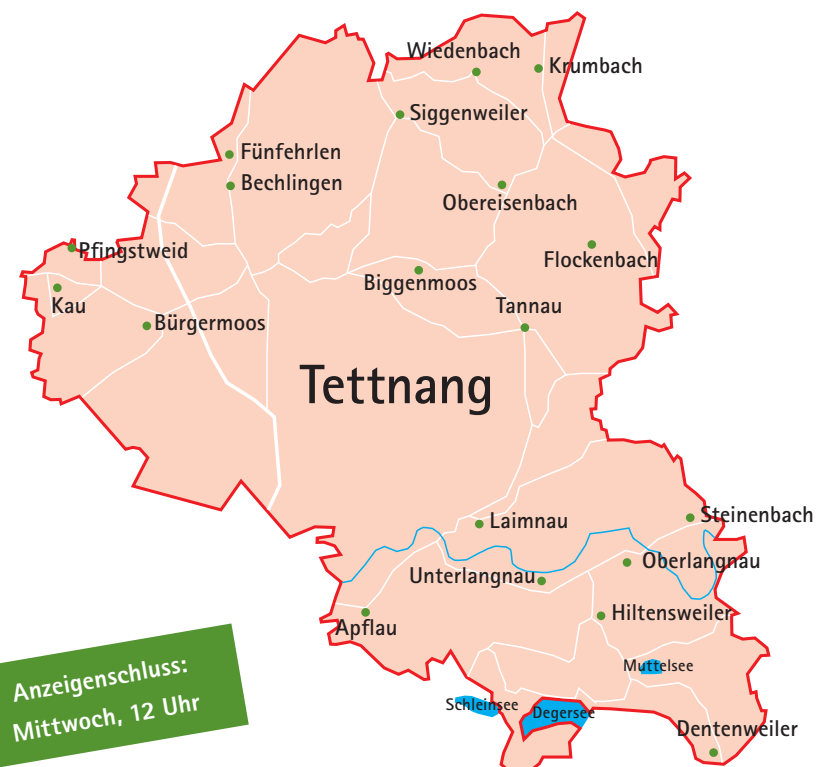 Wiedenbach
Krumbach
Siggenweiler
Fünfehrlen
Bechlingen
Obereisenbach
Pfingstweid
Flockenbach
Biggenmoos
Kau
Tannau
Bürgermoos
Tettnang
Laimnau
Steinenbach
Oberlangnau
Unterlangnau
Hiltensweiler
Apflau
Muttelsee
Schleinsee
Degersee
Dentenweiler
Anzeigenschluss:
Mittwoch, 12 Uhr